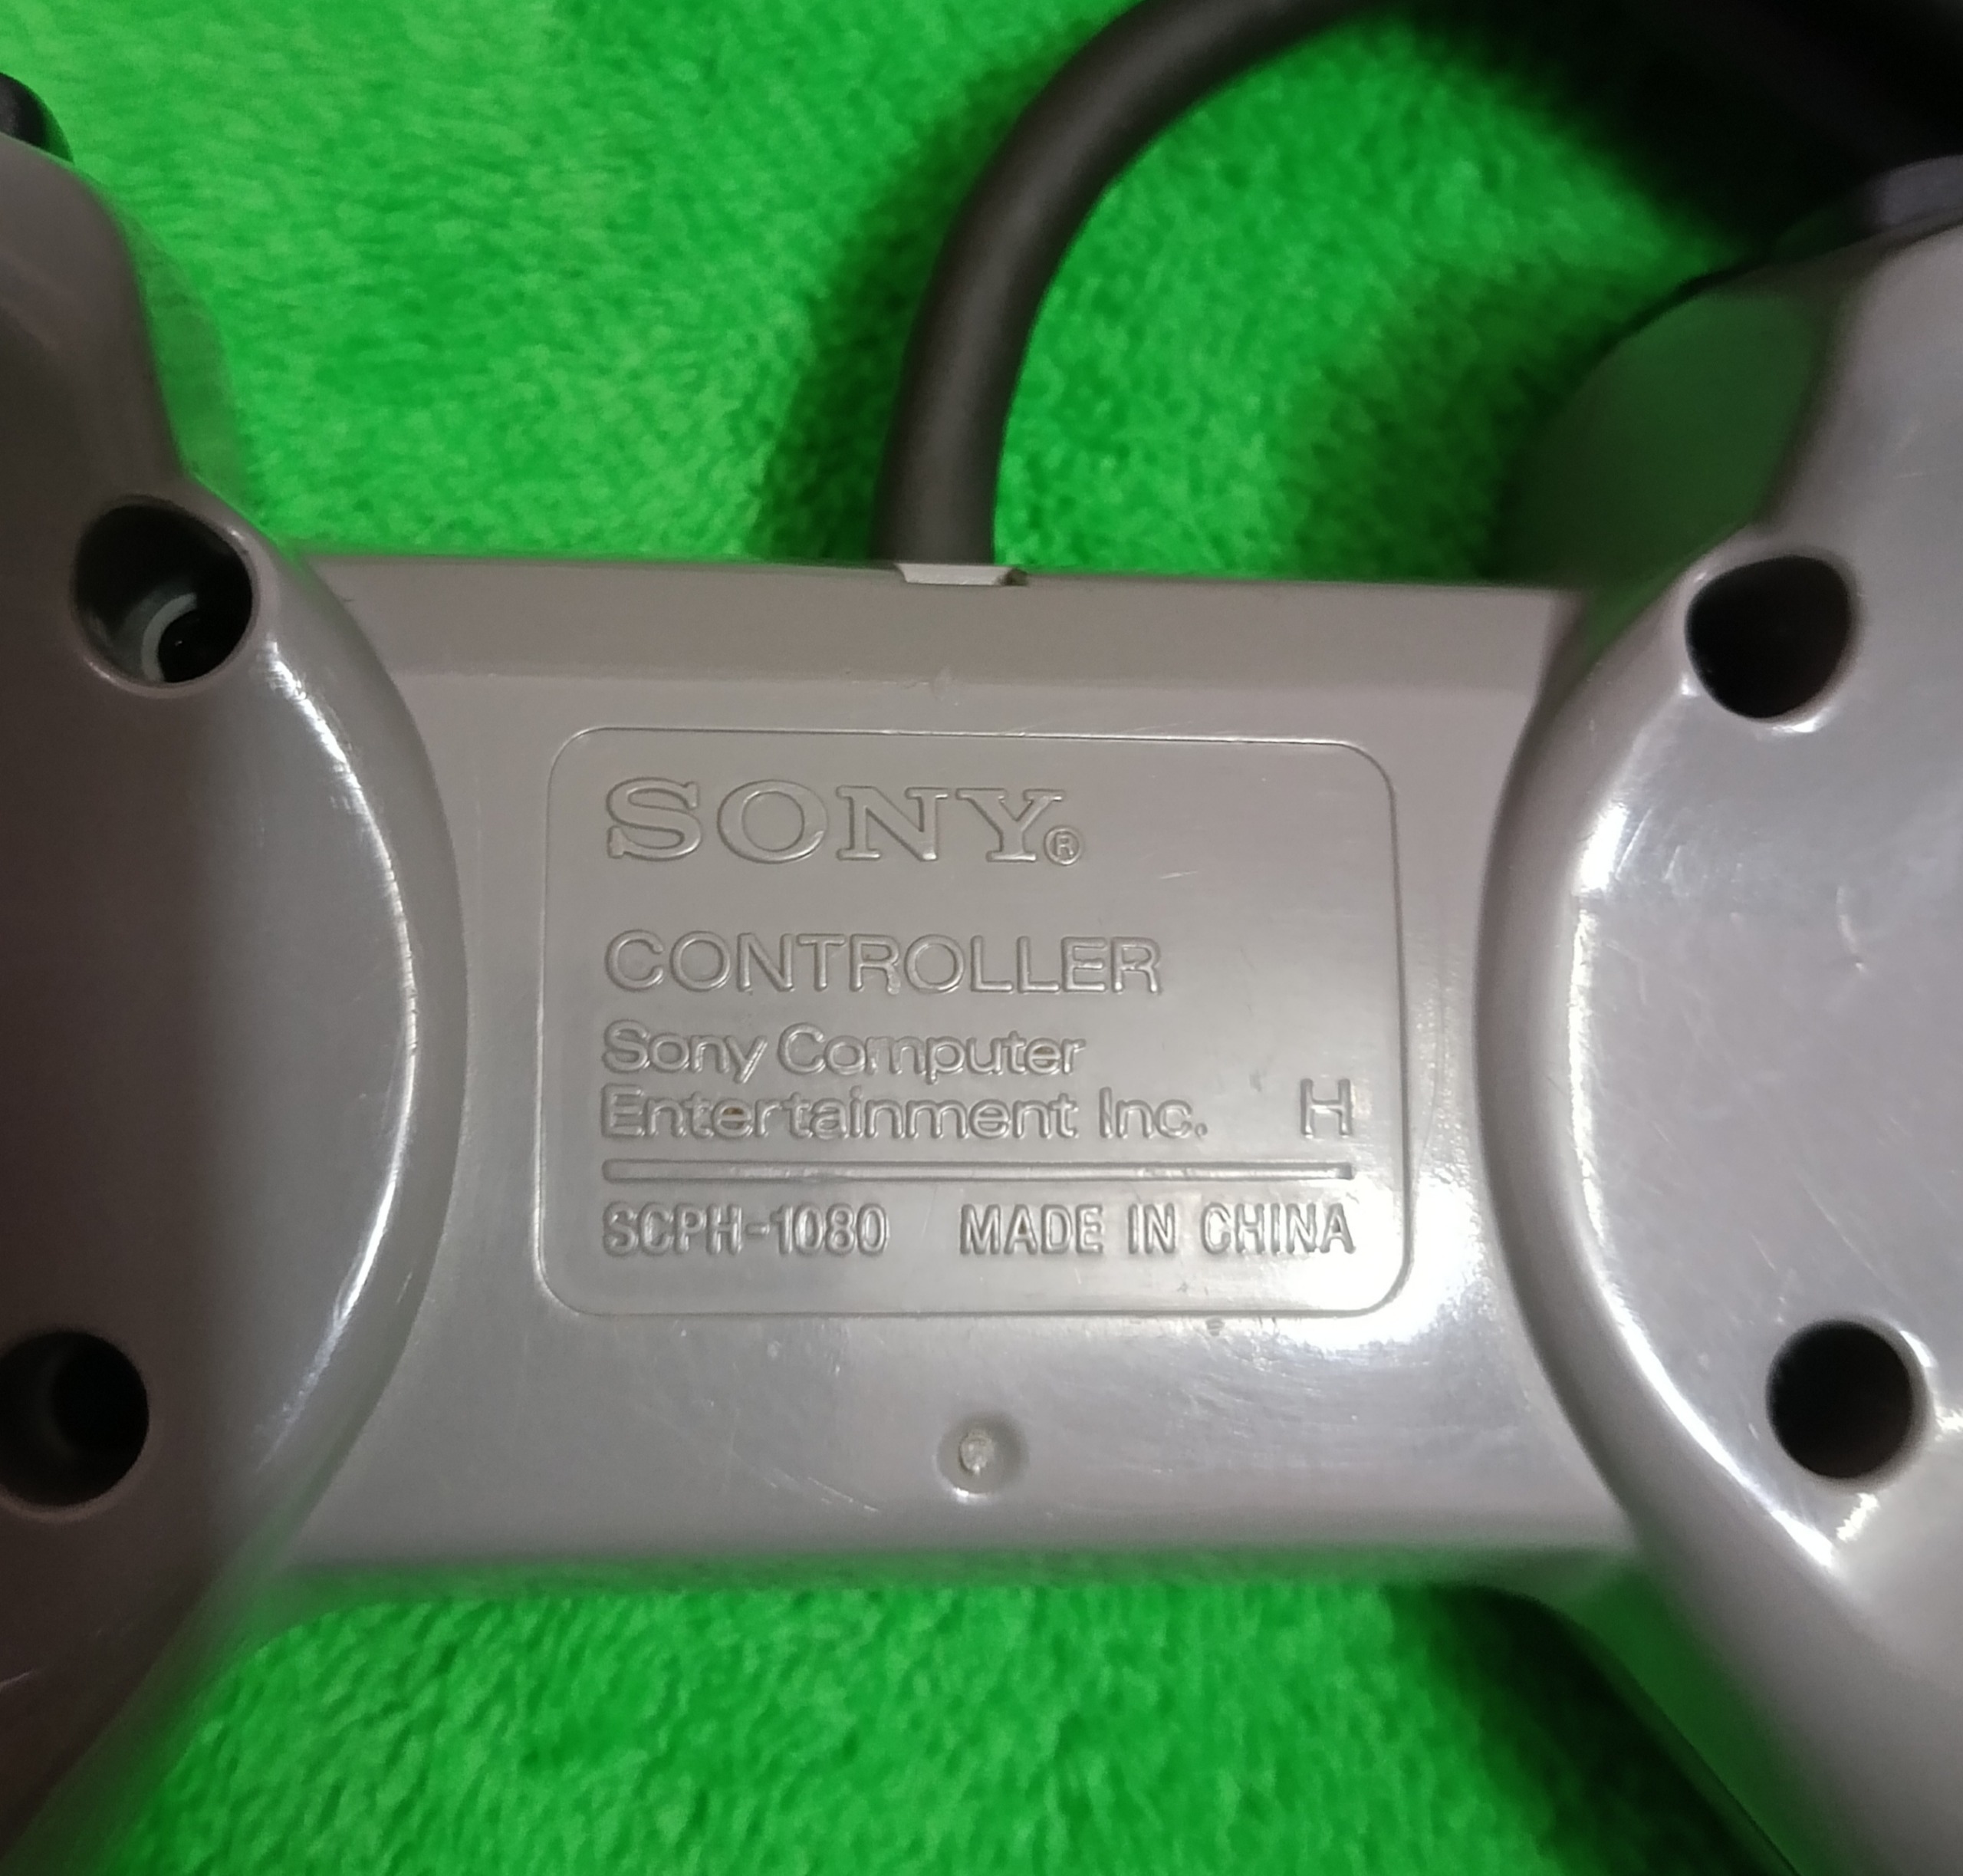 SONY®
CONTROLLER
Sony Computer
Entertainment Inc. H
SCPH-1080 MADE IN CHINA